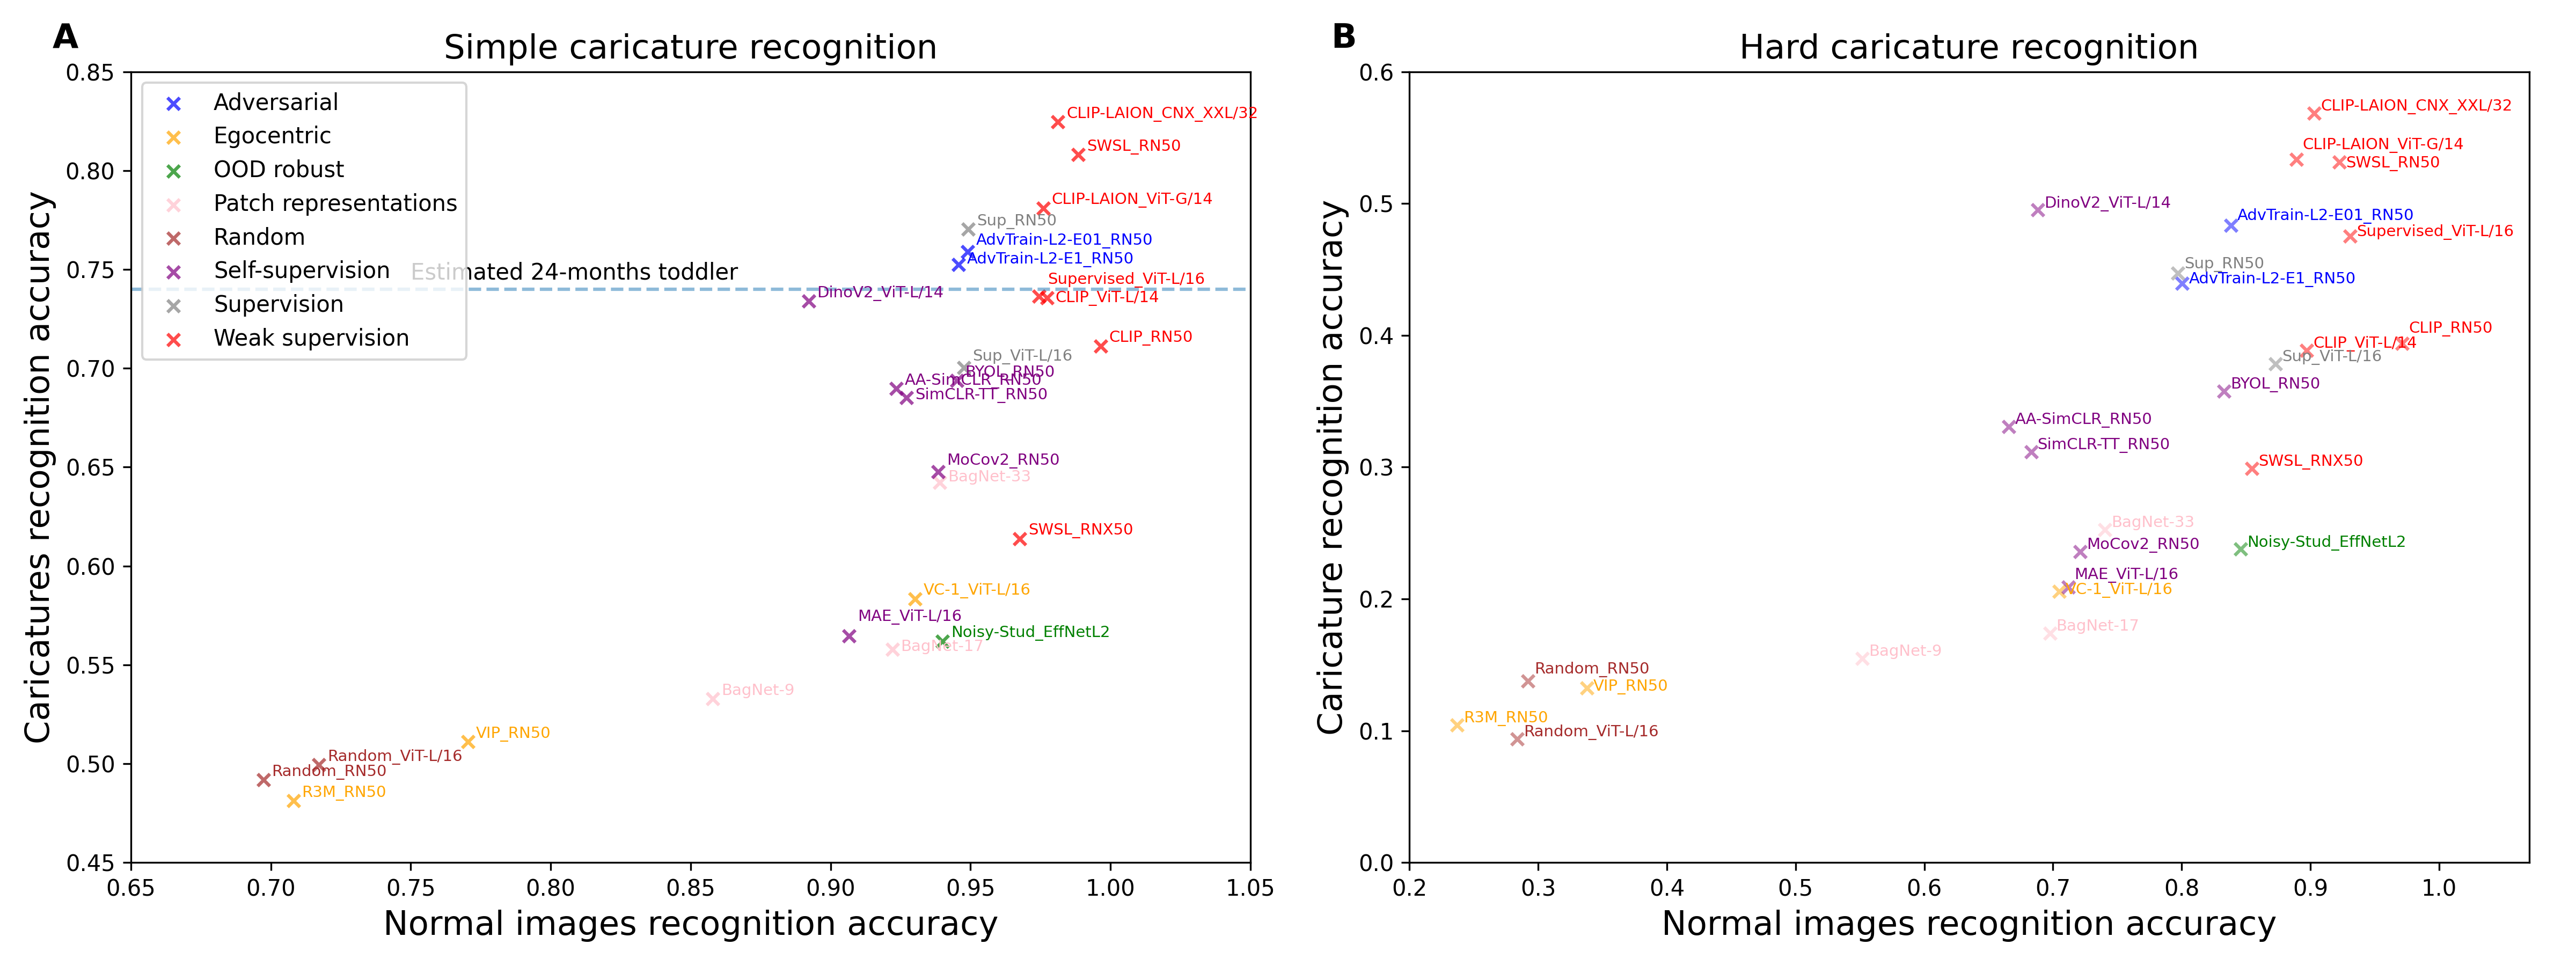 A
Simple caricature recognition
Caricatures recognition accuracy
0.85
0.80
0.75
0.70
0.65
0.60
0.55
0.50
0.45
Adversarial
Egocentric
OOD robust
Patch representations
Random
Self-supervision
Supervision
Weak supervision
Estimated 24-months toddler
CLIP-LAION_CNX_XXL/32
SWSL_RN50
CLIP-LAION_ViT-G/14
Sup_RN50
AdvTrain-L2-E01_RN50
AdvTrain-L2-E1_RN50
Supervised_ViT-L/16
DinoV2_ViT-L/14
CLIP_ViT-L/14
CLIP_RN50
Sup_ViT-L/16
BYOL_RN50
AA-SimCLR_RN50
SimCLR-TT_RN50
MoCov2_RN50
BagNet-33
SWSL_RNX50
VC-1_ViT-L/16
MAE_ViT-L/16
Noisy-Stud_EffNetL2
BagNet-17
BagNet-9
VIP_RN50
Random_ViT-L/16
Random_RN50
R3M_RN50
0.65 0.70 0.75 0.80 0.85 0.90 0.95 1.00 1.05
Normal images recognition accuracy
B
Hard caricature recognition
Caricature recognition accuracy
0.6
0.5
0.4
0.3
0.2
0.1
0.0
CLIP-LAION_CNX_XXL/32
CLIP-LAION_ViT-G/14
SWSL_RN50
DinoV2_ViT-L/14
AdvTrain-L2-E01_RN50
Supervised_ViT-L/16
Sup_RN50
AdvTrain-L2-E1_RN50
CLIP_RN50
CLIP_ViT-L/14
Sup_ViT-L/16
BYOL_RN50
AA-SimCLR_RN50
SimCLR-TT_RN50
SWSL_RNX50
BagNet-33
MoCov2_RN50
Noisy-Stud_EffNetL2
MAE_ViT-L/16
VC-1_ViT-L/16
BagNet-17
BagNet-9
Random_RN50
VIP_RN50
R3M_RN50
Random_ViT-L/16
0.2 0.3 0.4 0.5 0.6 0.7 0.8 0.9 1.0
Normal images recognition accuracy